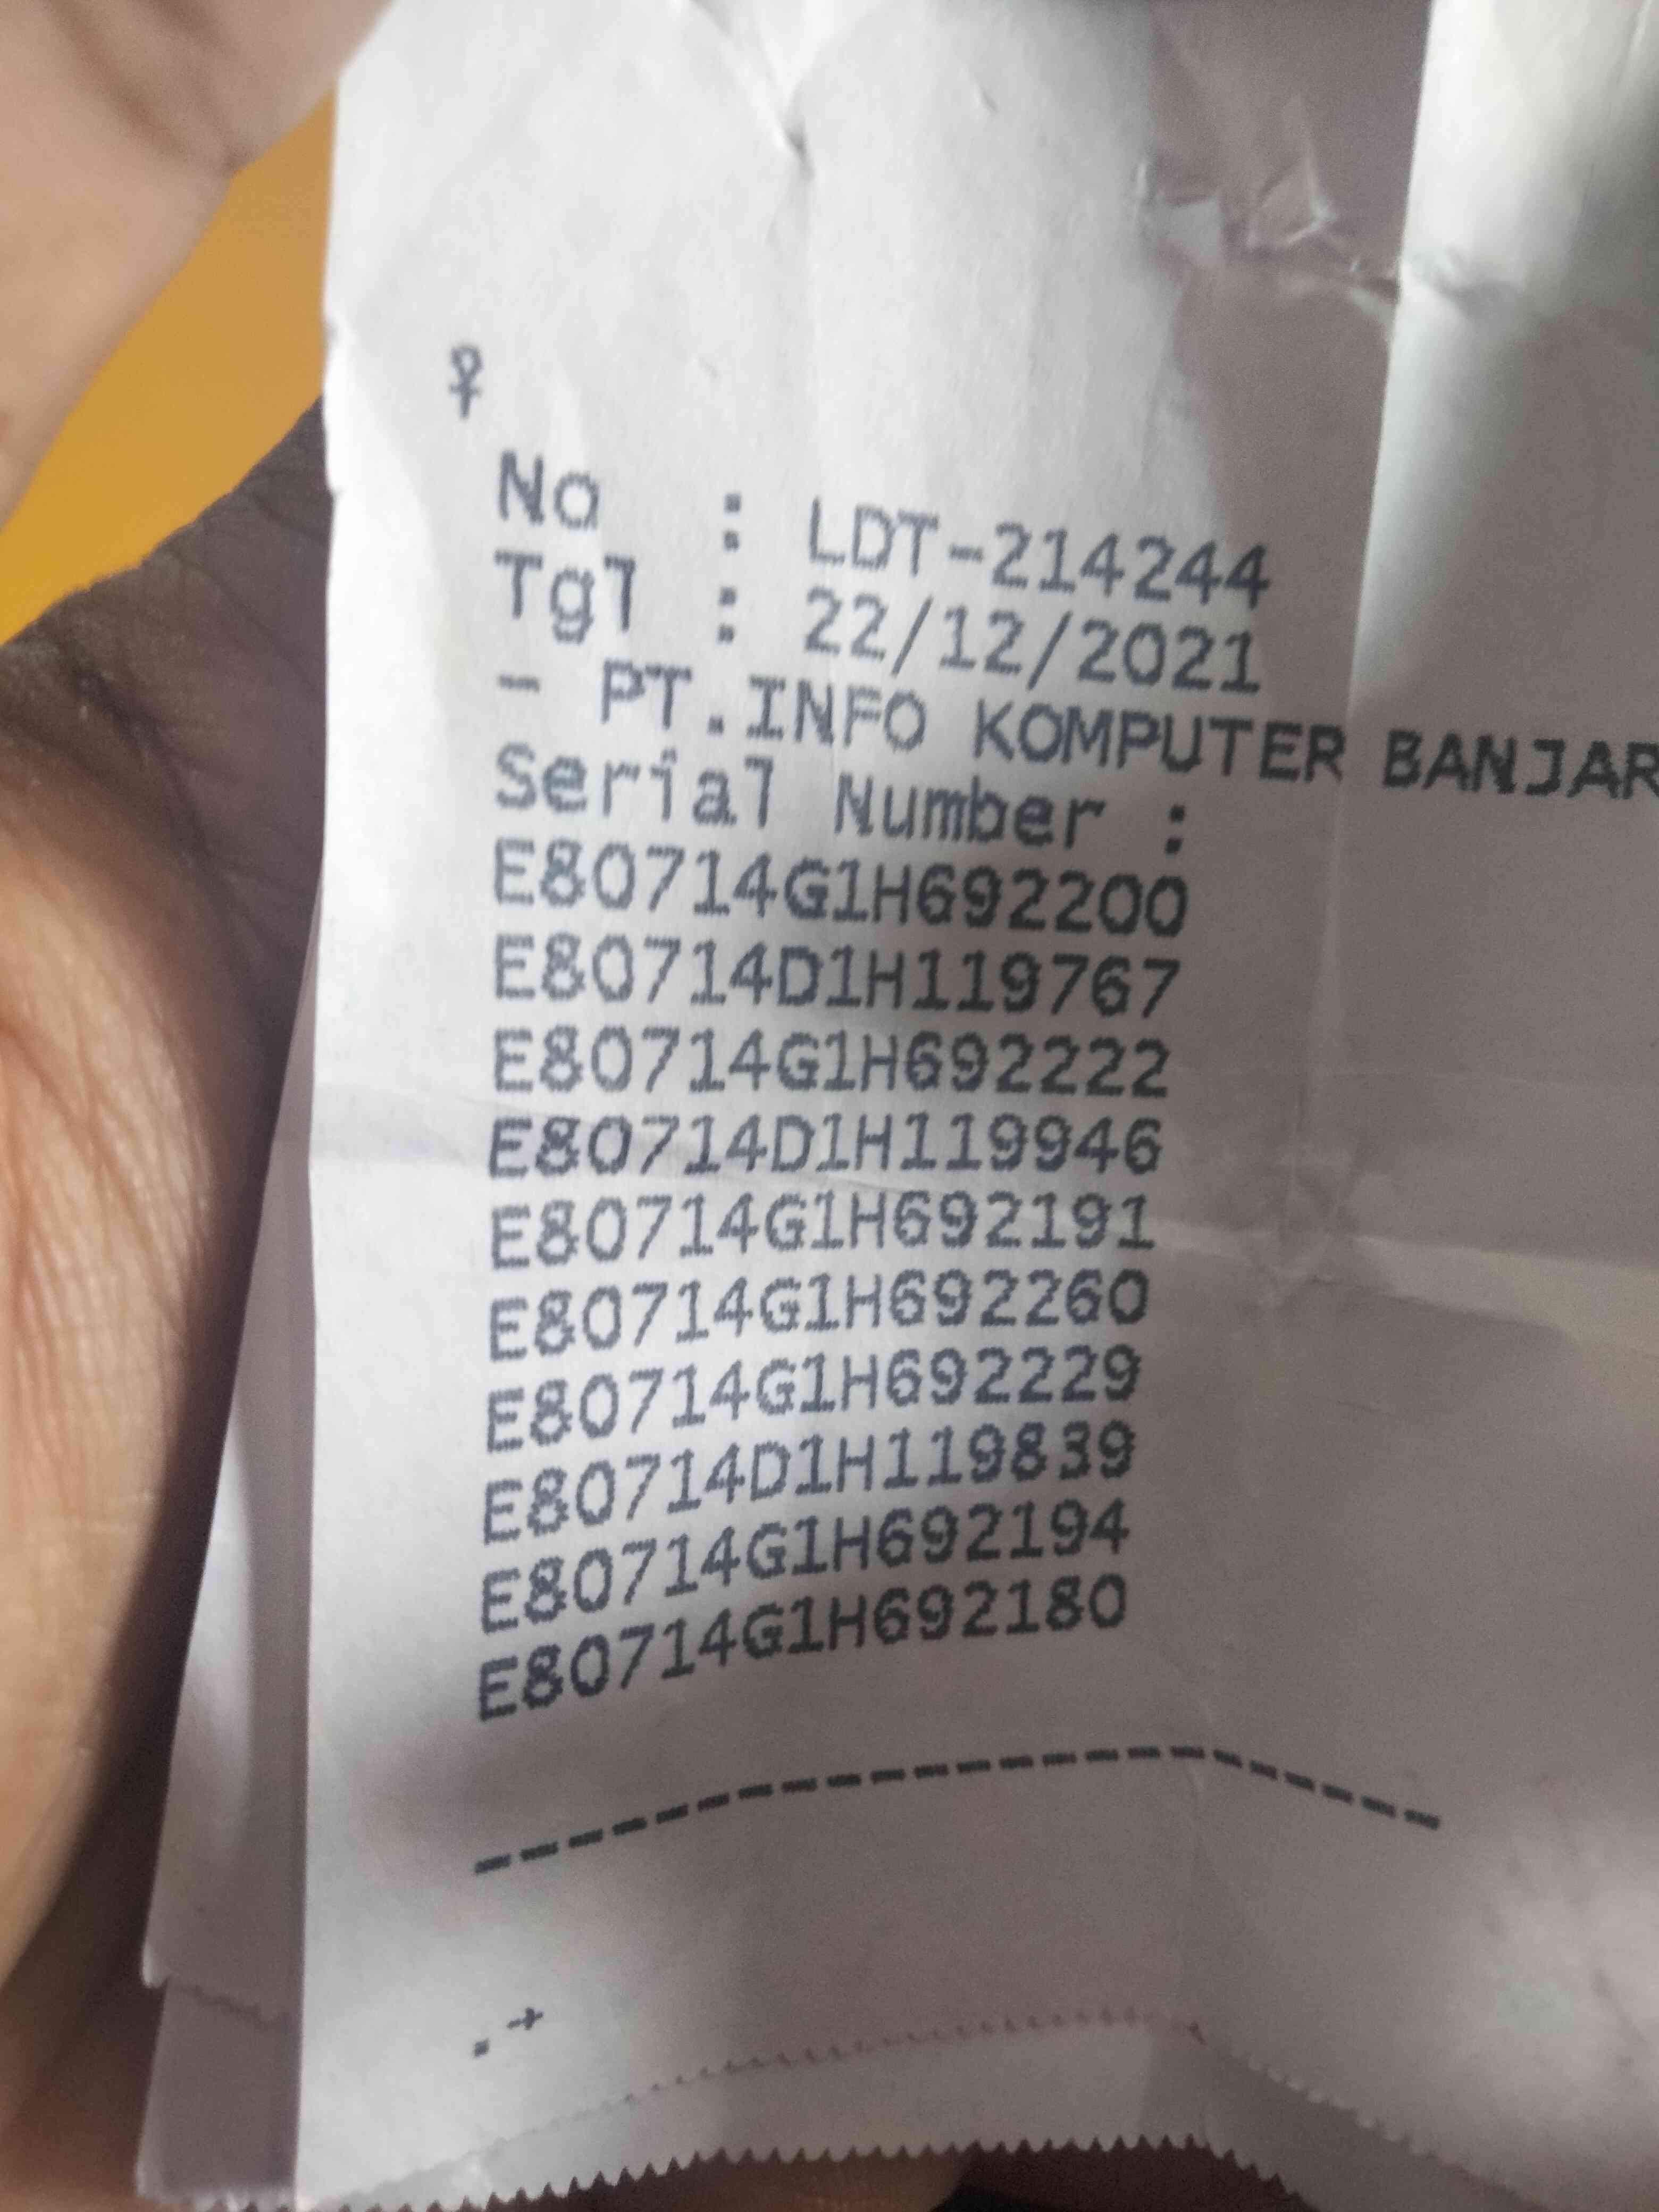 ♀
No : LDT-214244
Tgl : 22/12/2021
- PT.INFO KOMPUTER BANJAR
Serial Number :
E80714G1H692200
E80714D1H119767
E80714G1H692222
E80714D1H119946
E80714G1H692191
E80714G1H692260
E80714G1H692229
E80714D1H119839
E80714G1H692194
E80714G1H692180
-----------------------